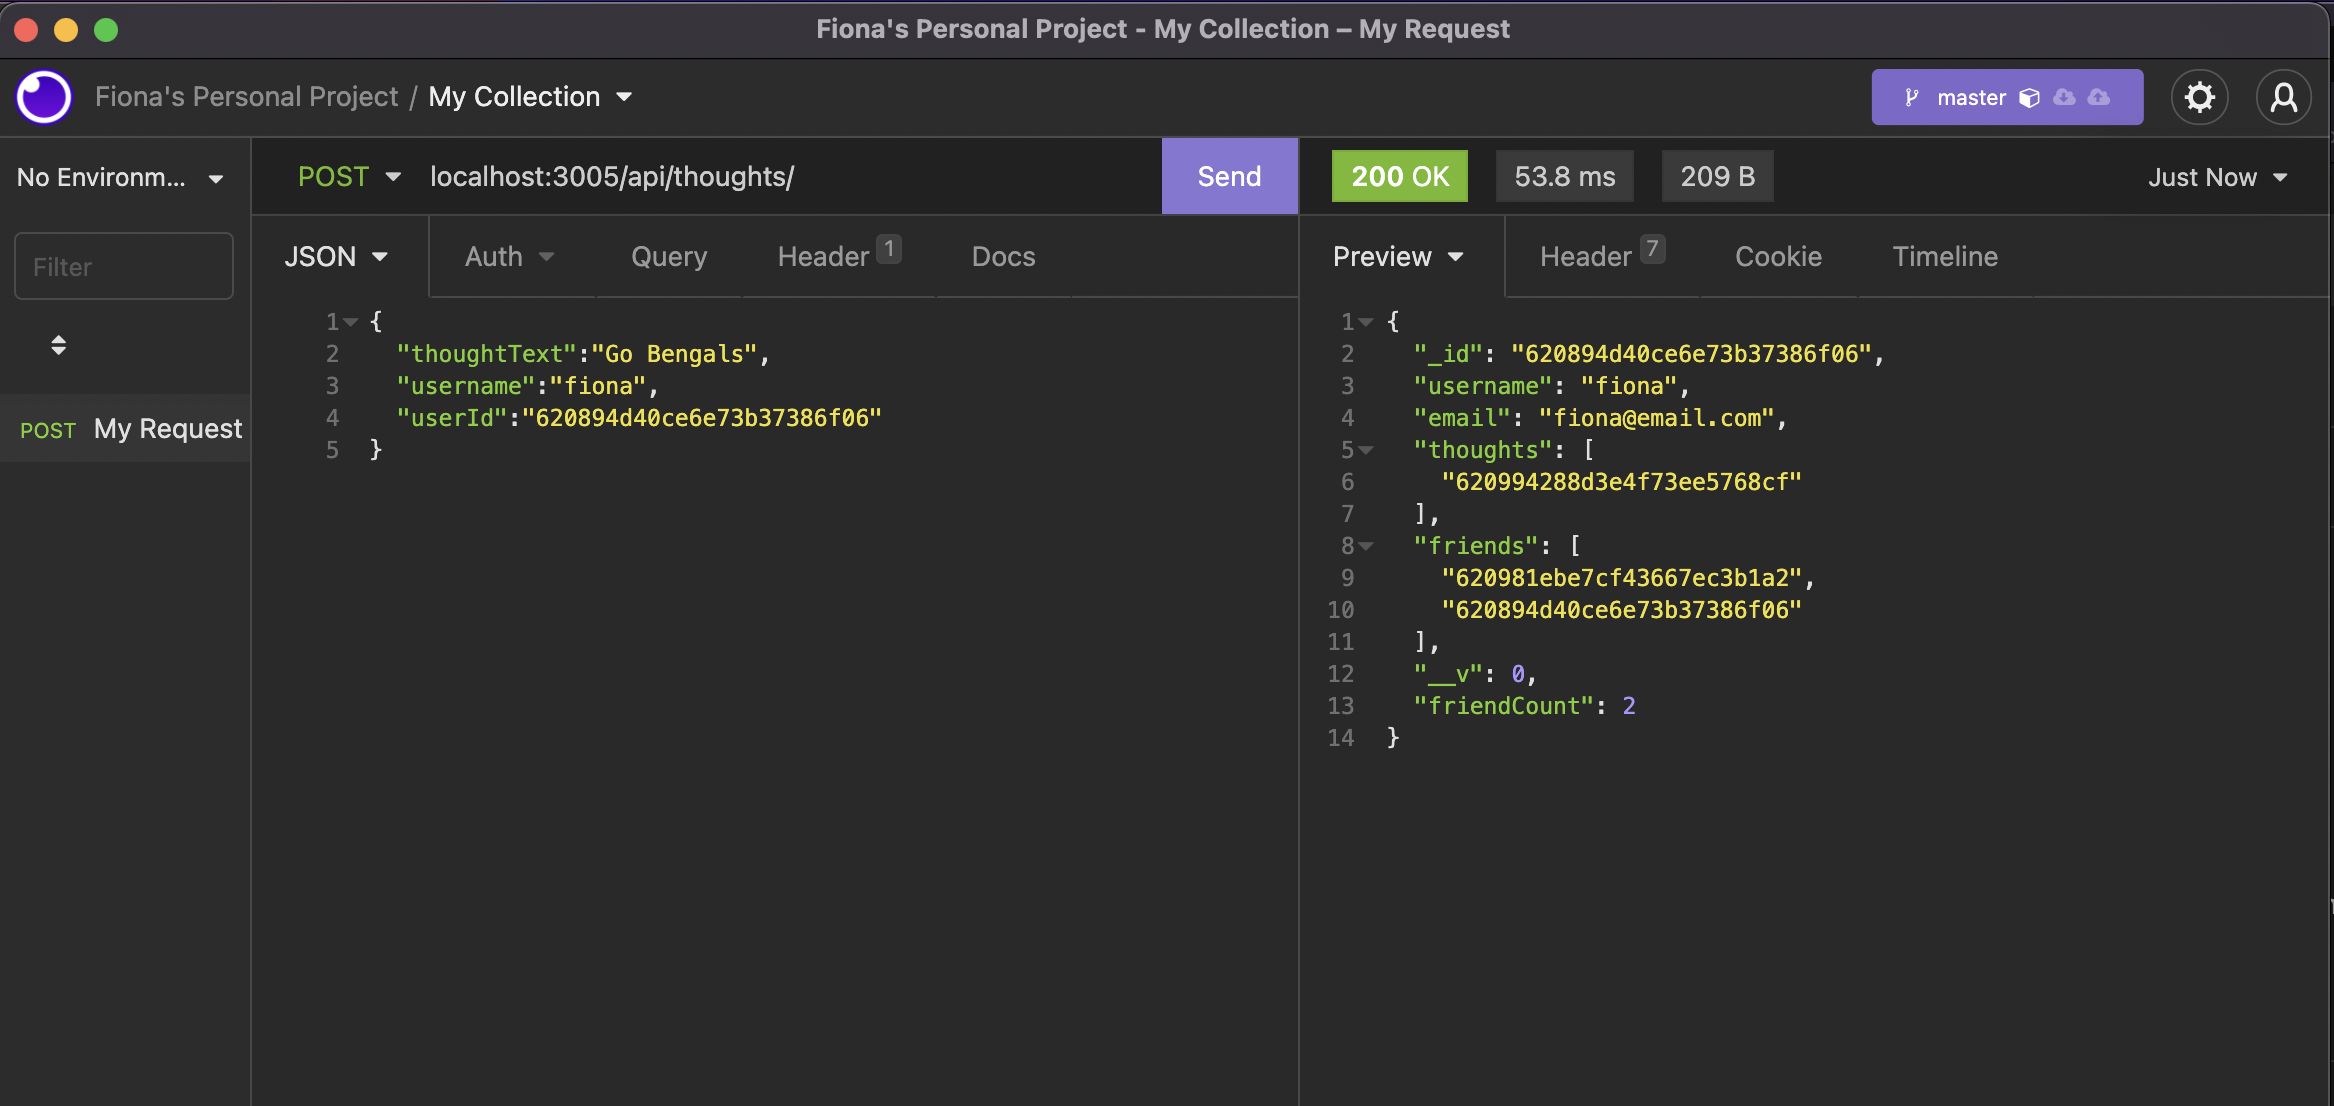 Fiona's Personal Project - My Collection – My Request
Fiona's Personal Project / My Collection
master
No Environm...
POST localhost:3005/api/thoughts/
Send
200 OK 53.8 ms 209 B
Just Now
Filter
JSON Auth Query Header 1 Docs
Preview Header 7 Cookie Timeline
POST My Request
1 {
2 "thoughtText":"Go Bengals",
3 "username":"fiona",
4 "userId":"620894d40ce6e73b37386f06"
5 }
1 {
2 "_id": "620894d40ce6e73b37386f06",
3 "username": "fiona",
4 "email": "fiona@email.com",
5 "thoughts": [
6 "620994288d3e4f73ee5768cf"
7 ],
8 "friends": [
9 "620981ebe7cf43667ec3b1a2",
10 "620894d40ce6e73b37386f06"
11 ],
12 "__v": 0,
13 "friendCount": 2
14 }